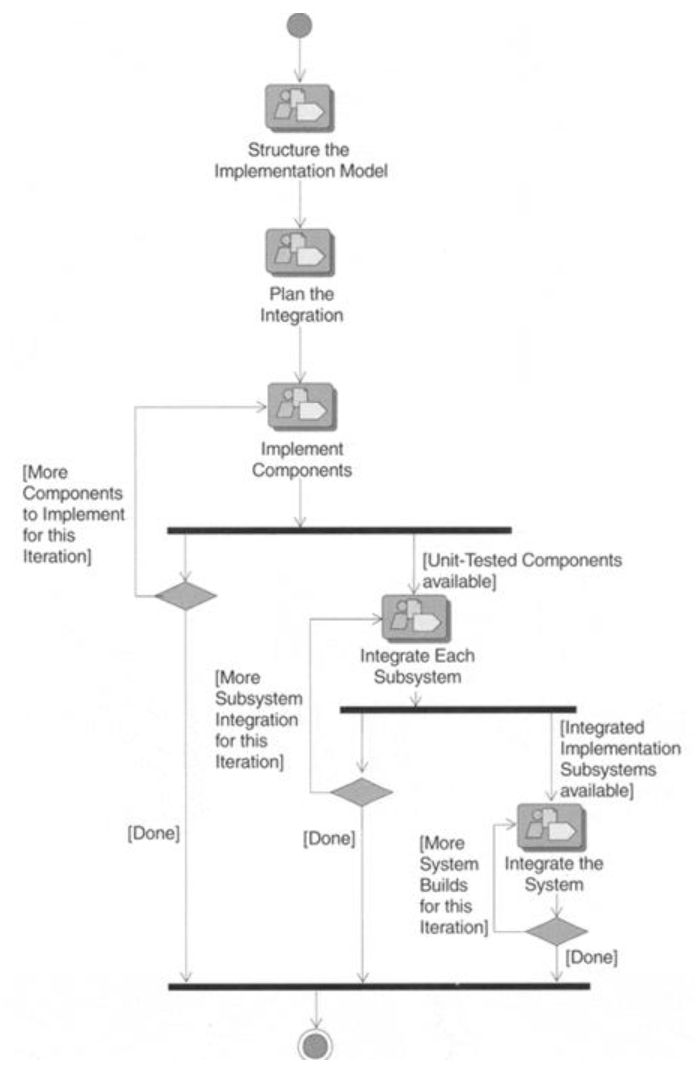 Structure the
Implementation Model
Plan the
Integration
Implement
Components
[More
Components
to Implement
for this
Iteration]
[Unit-Tested Components
available]
Integrate Each
Subsystem
[More
Subsystem
Integration
for this
Iteration]
[Integrated
Implementation
Subsystems
available]
[Done]
[Done]
[More
System
Builds
for this
Iteration]
Integrate the
System
[Done]